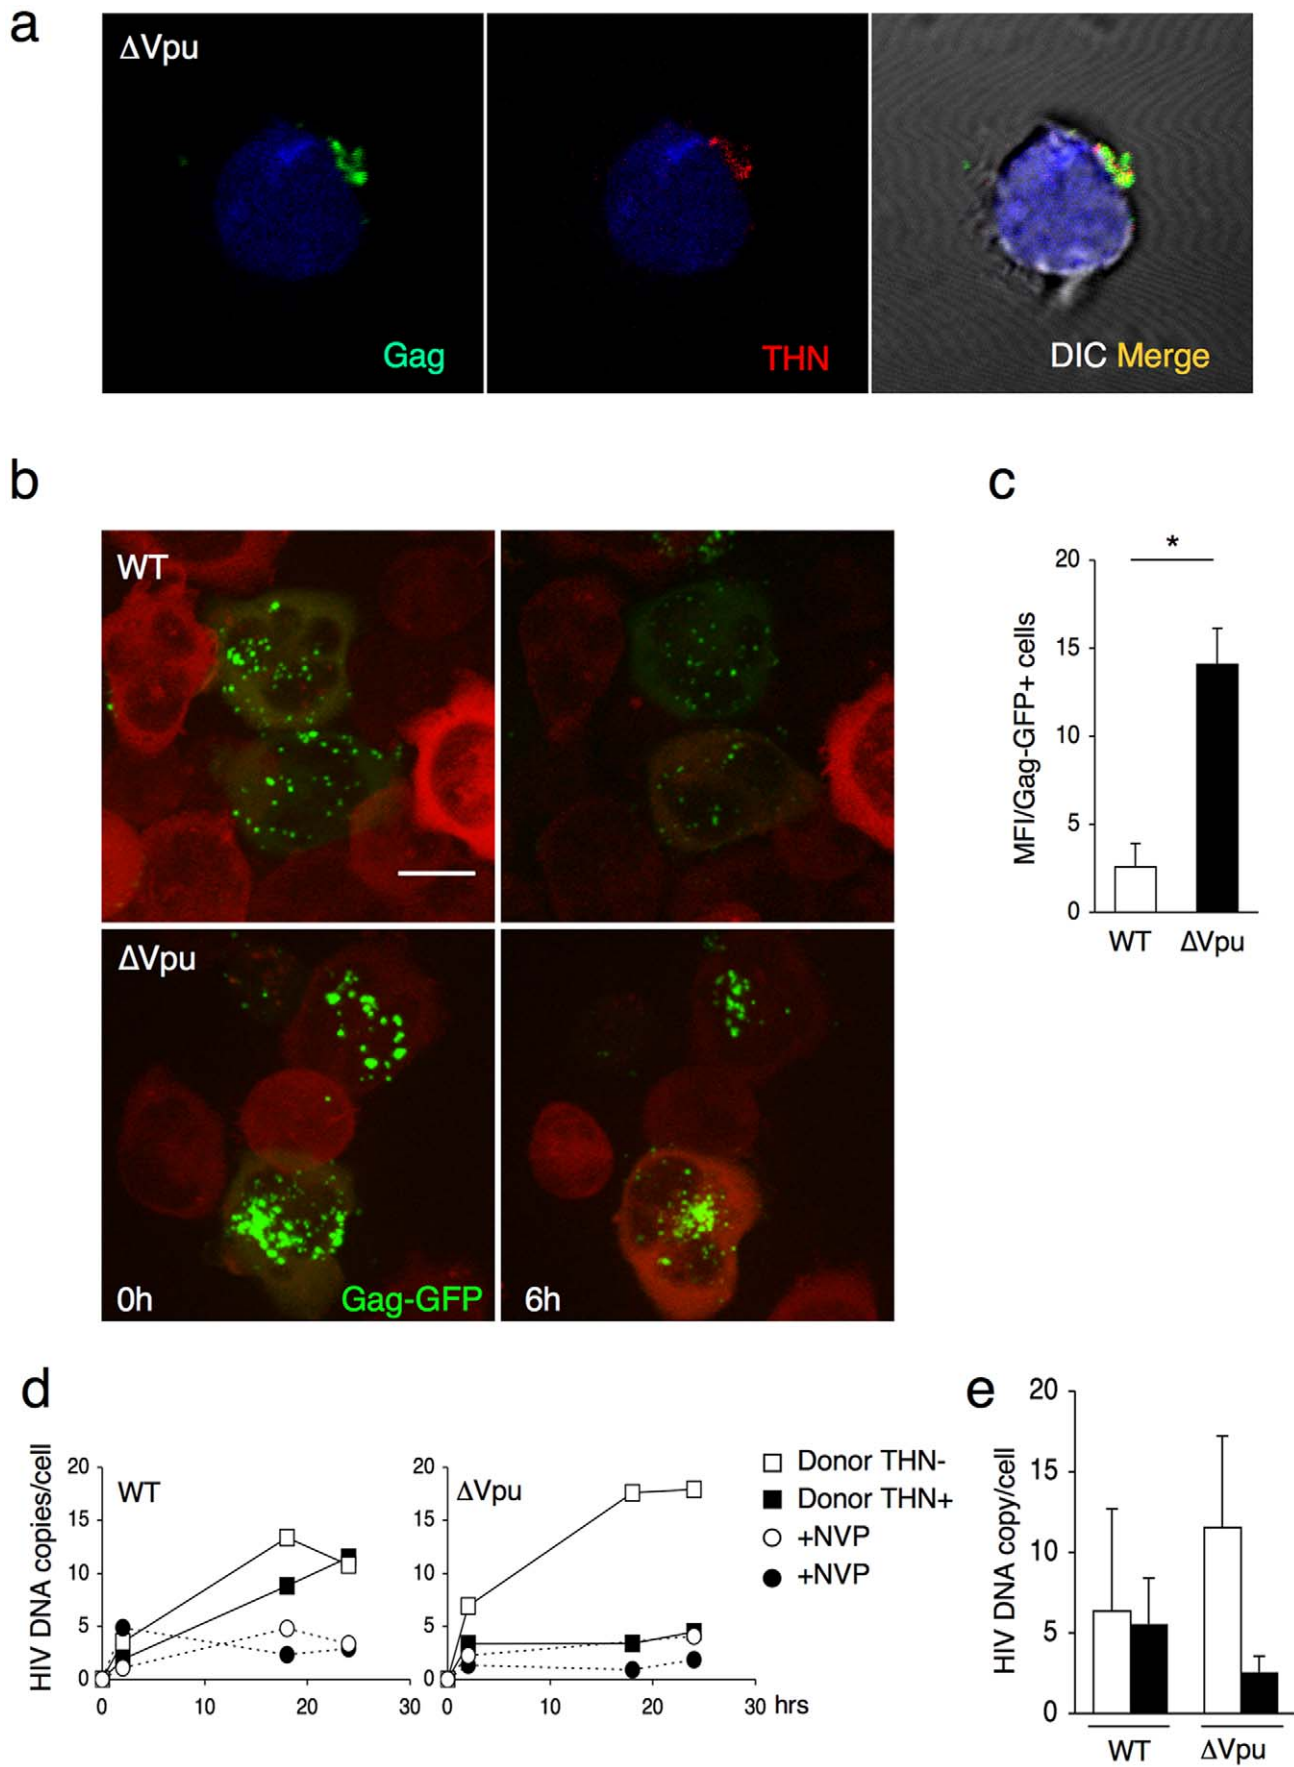 a
ΔVpu
Gag
THN
DIC Merge
b
WT
ΔVpu
0h
Gag-GFP
6h
c
MFI/Gag-GFP+ cells
20
15
10
5
0
*
WT
ΔVpu
d
HIV DNA copies/cell
20
15
10
5
0
WT
0
10
20
30
20
15
10
5
0
ΔVpu
0
10
20
30
hrs
Donor THN-
Donor THN+
+NVP
+NVP
e
HIV DNA copy/cell
20
15
10
5
0
WT
ΔVpu